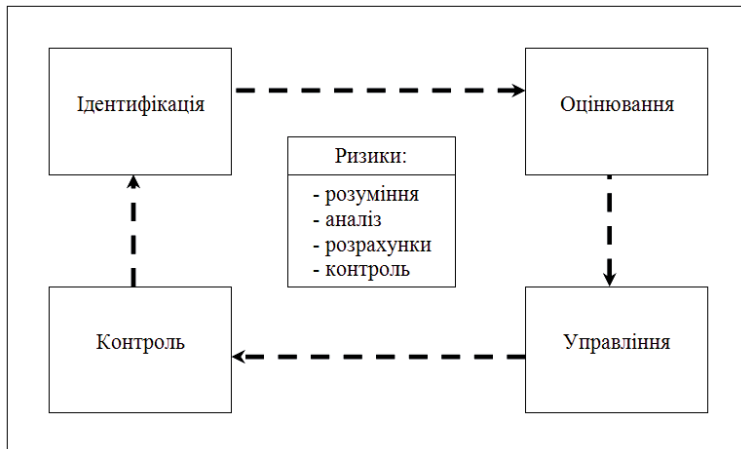 Ідентифікація
Оцінювання
Ризики:
- розуміння
- аналіз
- розрахунки
- контроль
Контроль
Управління